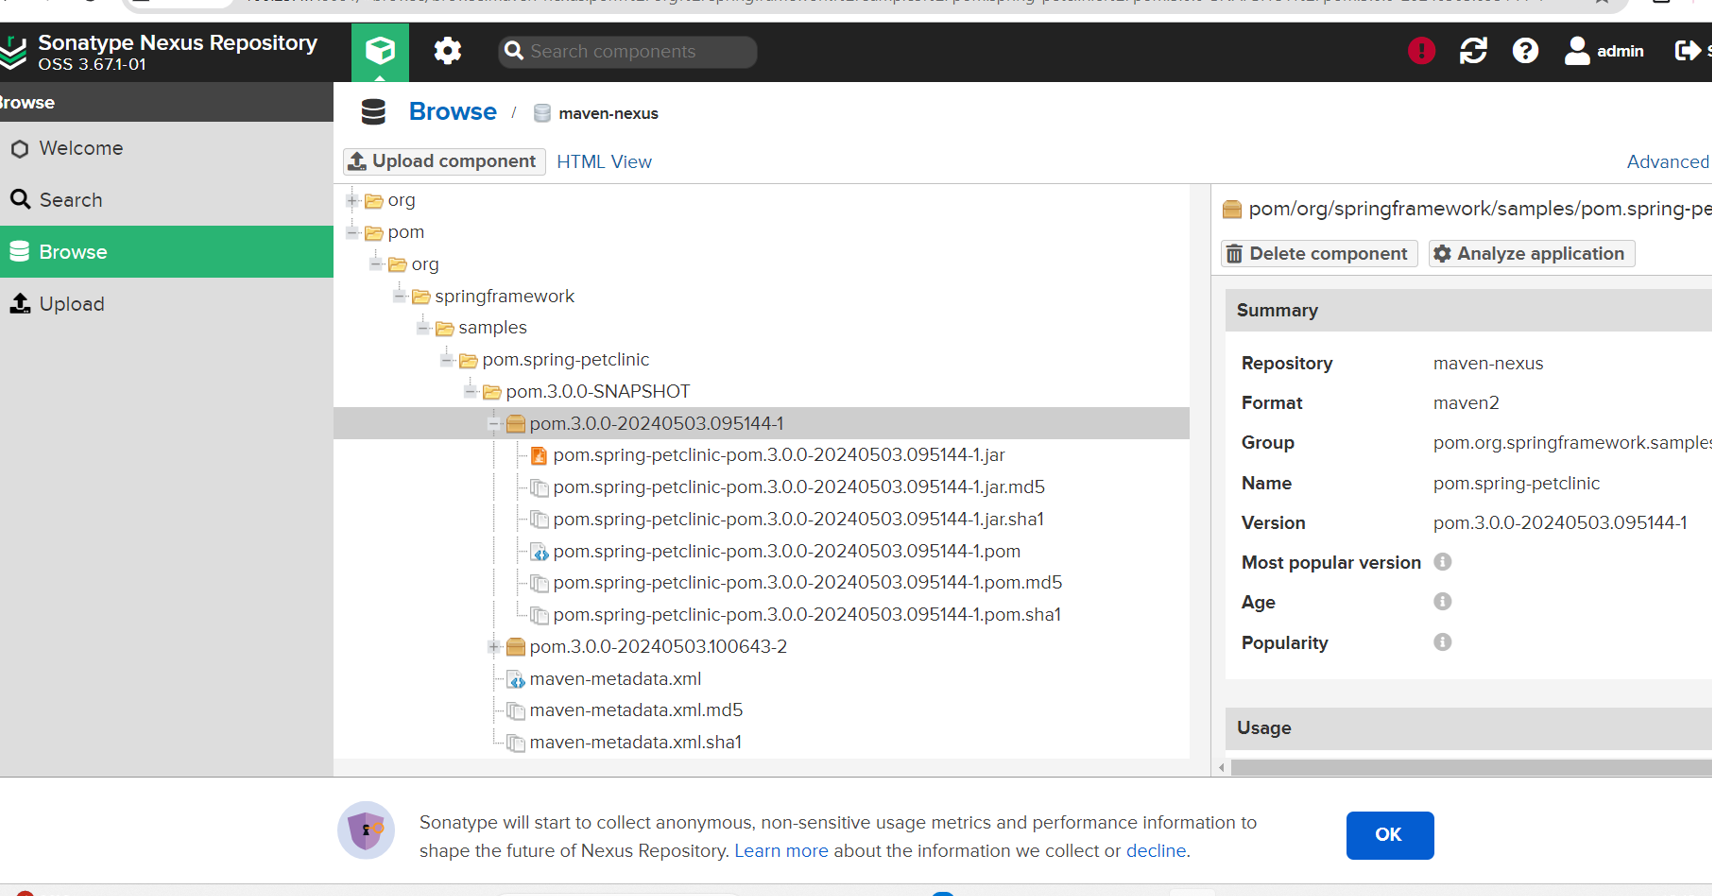 Sonatype Nexus Repository
OSS 3.67.1-01
Search components
admin
Browse
Welcome
Search
Browse
Upload
Browse / maven-nexus
Upload component HTML View
Advanced
org
pom
org
springframework
samples
pom.spring-petclinic
pom.3.0.0-SNAPSHOT
pom.3.0.0-20240503.095144-1
pom.spring-petclinic-pom.3.0.0-20240503.095144-1.jar
pom.spring-petclinic-pom.3.0.0-20240503.095144-1.jar.md5
pom.spring-petclinic-pom.3.0.0-20240503.095144-1.jar.sha1
pom.spring-petclinic-pom.3.0.0-20240503.095144-1.pom
pom.spring-petclinic-pom.3.0.0-20240503.095144-1.pom.md5
pom.spring-petclinic-pom.3.0.0-20240503.095144-1.pom.sha1
pom.3.0.0-20240503.100643-2
maven-metadata.xml
maven-metadata.xml.md5
maven-metadata.xml.sha1
pom/org/springframework/samples/pom.spring-pe
Delete component Analyze application
Summary
Repository maven-nexus
Format maven2
Group pom.org.springframework.samples
Name pom.spring-petclinic
Version pom.3.0.0-20240503.095144-1
Most popular version
Age
Popularity
Usage
Sonatype will start to collect anonymous, non-sensitive usage metrics and performance information to
shape the future of Nexus Repository. Learn more about the information we collect or decline.
OK